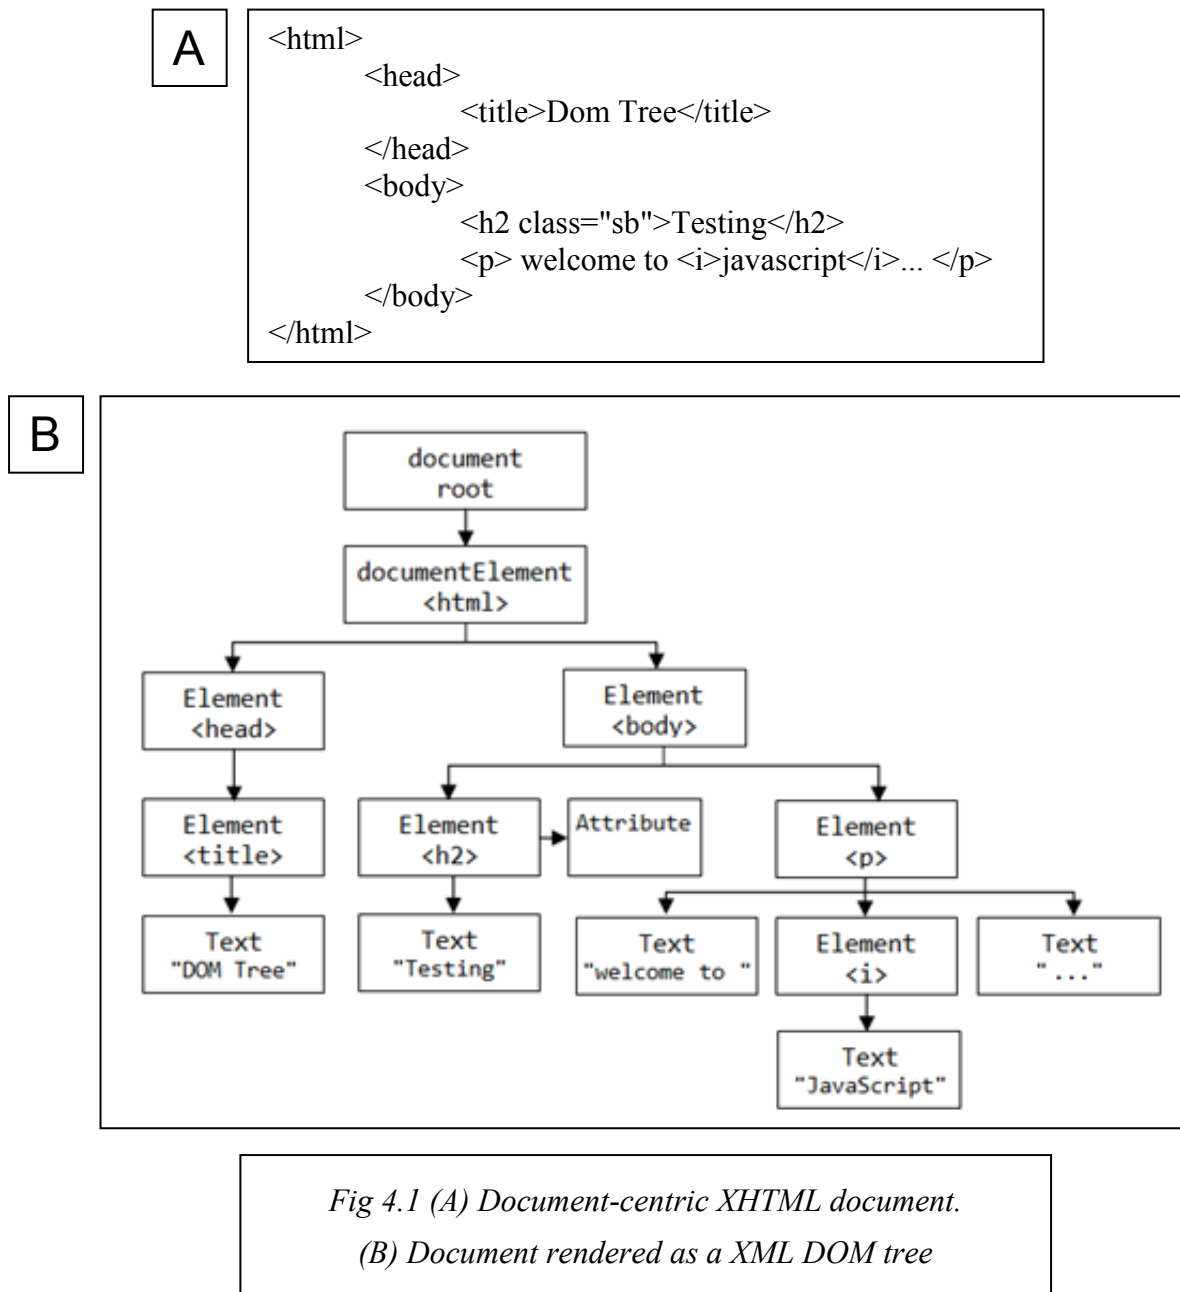 A
<html>
<head>
<title>Dom Tree</title>
</head>
<body>
<h2 class="sb">Testing</h2>
<p> welcome to <i>javascript</i>... </p>
</body>
</html>
B
document
root
documentElement
<html>
Element
<head>
Element
<body>
Element
<title>
Element
<h2>
Attribute
Element
<p>
Text
"DOM Tree"
Text
"Testing"
Text
"welcome to "
Element
<i>
Text
"..."
Text
"JavaScript"
Fig 4.1 (A) Document-centric XHTML document.
(B) Document rendered as a XML DOM tree